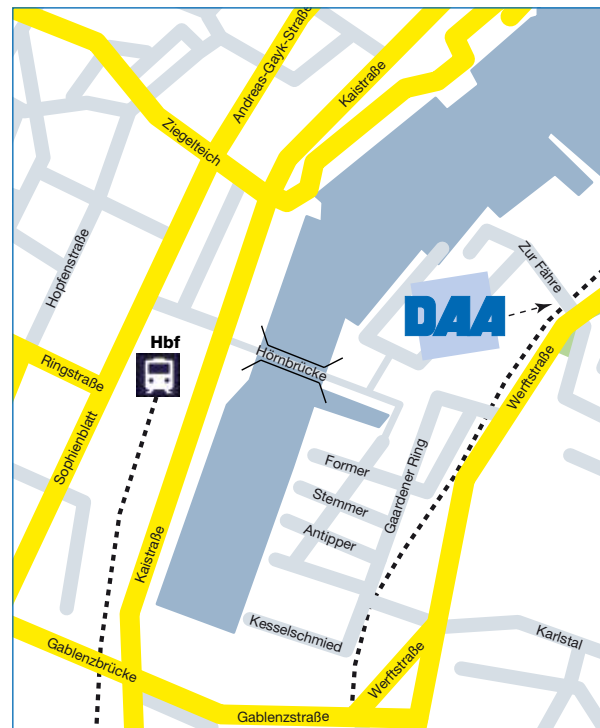 Andreas-Gayk-Straße
Kaistraße
Ziegelteich
Hopfenstraße
Zur Fähre
DAA
Hbf
Hörnbrücke
Ringstraße
Werftstraße
Sophienblatt
Former
Gaardener Ring
Stemmer
Antipper
Kaistraße
Kesselschmied
Karlstal
Gablenzbrücke
Werftstraße
Gablenzstraße